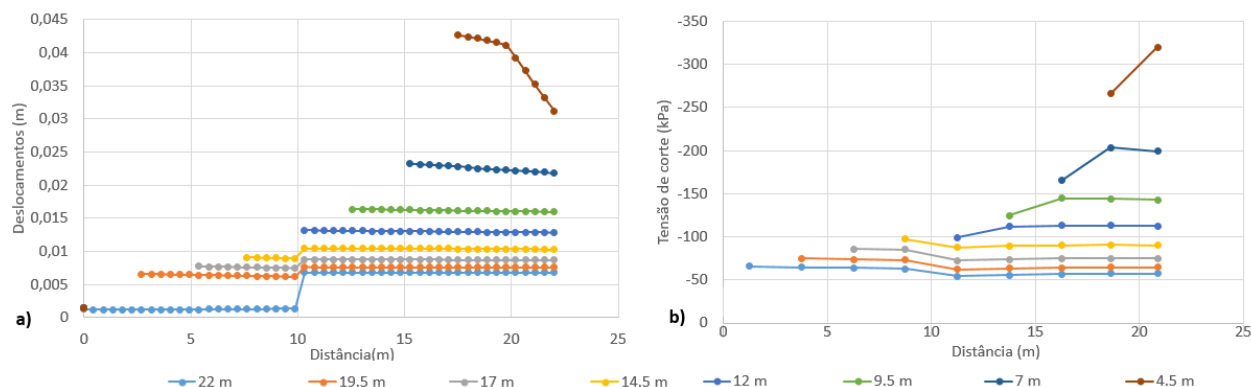 0,045
0,04
0,035
0,03
0,025
0,02
0,015
0,01
0,005
0
Deslocamentos (m)
0 5 10 15 20 25
Distância(m)
a)
-350
-300
-250
-200
-150
-100
-50
0
Tensão de corte (kPa)
0 5 10 15 20 25
Distância (m)
b)
22 m 19.5 m 17 m 14.5 m 12 m 9.5 m 7 m 4.5 m